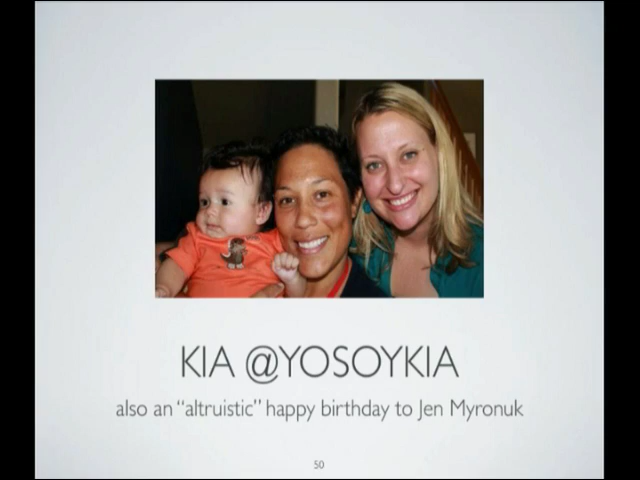 KIA @YOSOYKIA
also an “altruistic” happy birthday to Jen Myronuk
50